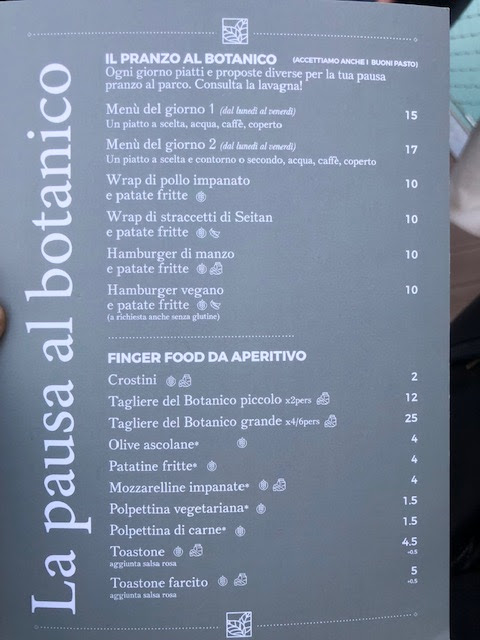 La pausa al botanico
IL PRANZO AL BOTANICO (ACCETTIAMO ANCHE I BUONI PASTO)
Ogni giorno piatti e proposte diverse per la tua pausa
pranzo al parco. Consulta la lavagna!
Menù del giorno 1 (dal lunedì al venerdì) 15
Un piatto a scelta, acqua, caffè, coperto
Menù del giorno 2 (dal lunedì al venerdì) 17
Un piatto a scelta e contorno o secondo, acqua, caffè, coperto
Wrap di pollo impanato
e patate fritte 10
Wrap di straccetti di Seitan
e patate fritte 10
Hamburger di manzo
e patate fritte 10
Hamburger vegano
e patate fritte 10
(a richiesta anche senza glutine)
FINGER FOOD DA APERITIVO
Crostini 2
Tagliere del Botanico piccolo x2pers 12
Tagliere del Botanico grande x4/6pers 25
Olive ascolane* 4
Patatine fritte* 4
Mozzarelline impanate* 4
Polpettina vegetariana* 1.5
Polpettina di carne* 1.5
Toastone 4.5
aggiunta salsa rosa +0.5
Toastone farcito 5
aggiunta salsa rosa +0.5